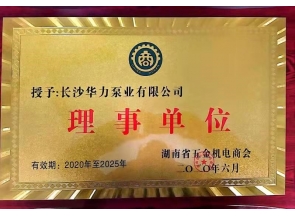 商
授予:长沙华力泵业有限公司
理事单位
湖南省五金机电商会
有效期:2020年至2025年
二〇二〇年六月